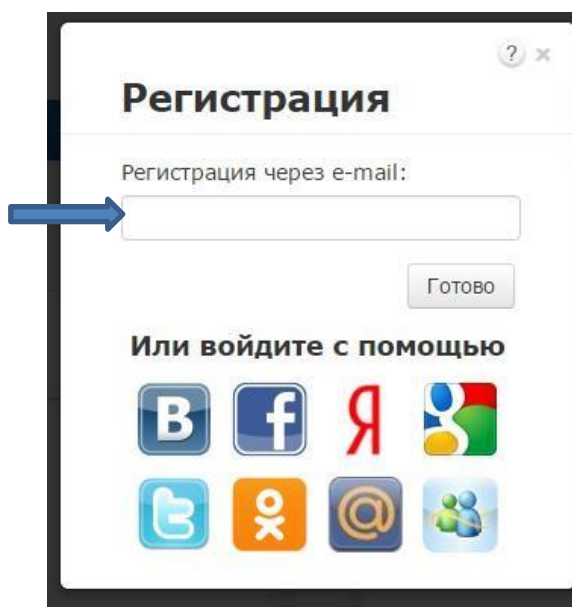 ?
Регистрация
Регистрация через e-mail:
Готово
Или войдите с помощью
В f Я g
t @